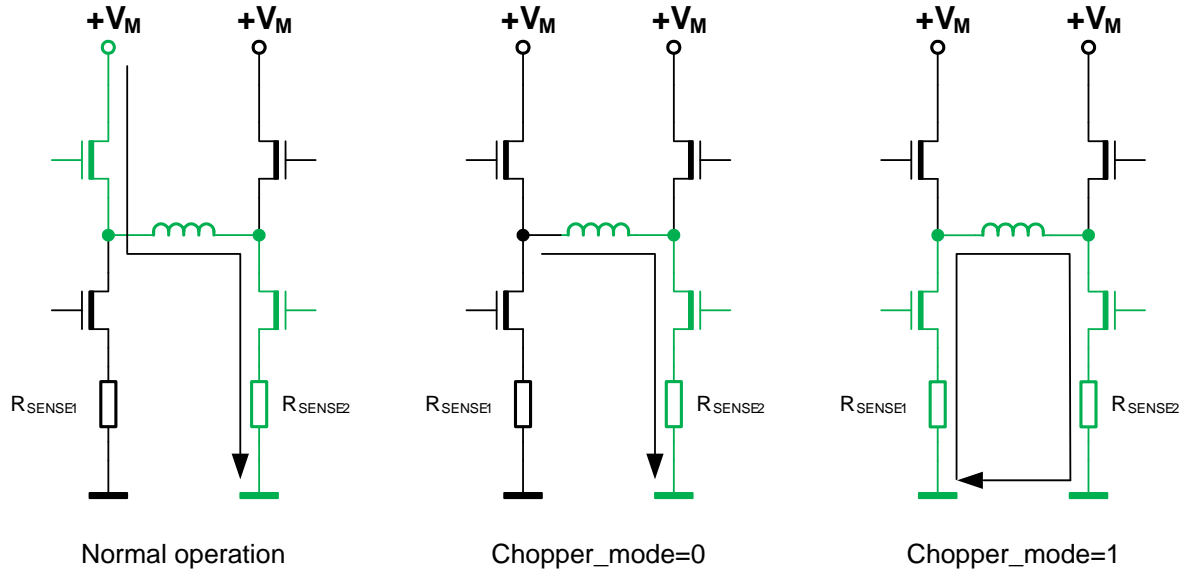 +VM +VM +VM +VM +VM +VM
RSENSE1 RSENSE2 RSENSE1 RSENSE2 RSENSE1 RSENSE2
Normal operation Chopper_mode=0 Chopper_mode=1